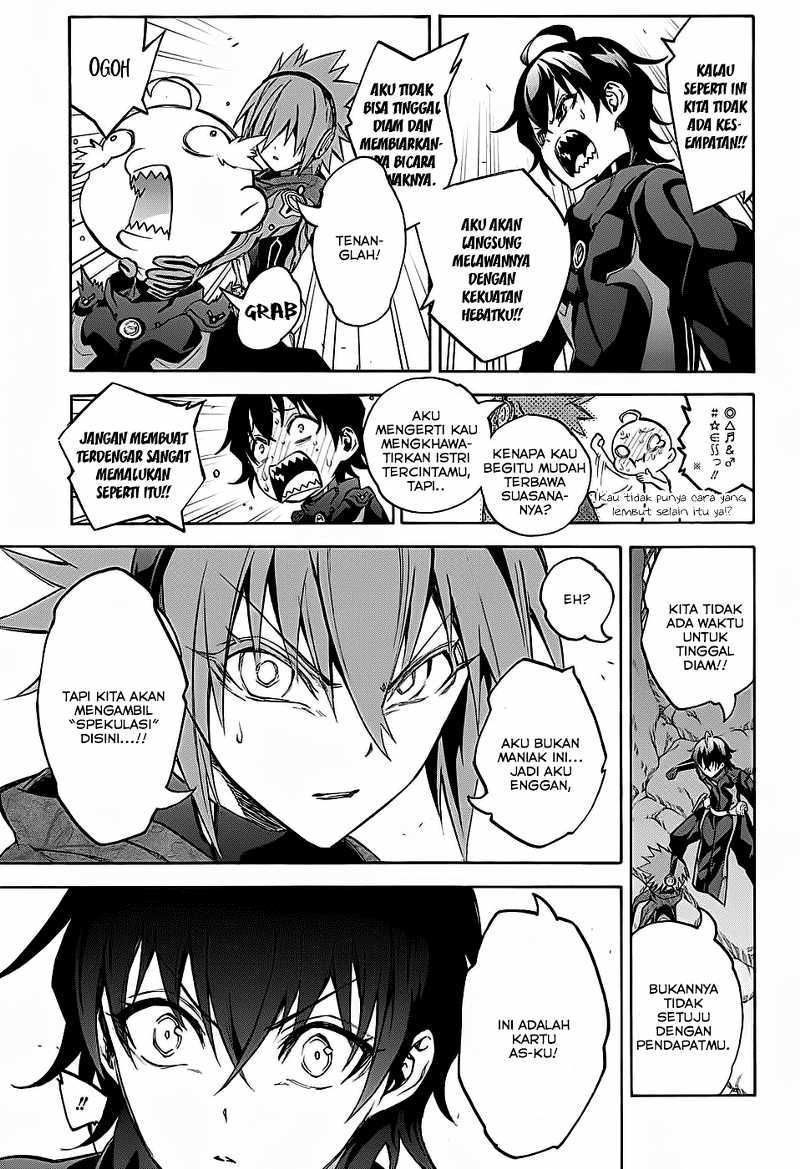 KALAU
SEPERTI INI
KITA TIDAK
ADA KES-
EMPATAN!!
AKU AKAN
LANGSUNG
MELAWANNYA
DENGAN
KEKUATAN
HEBATKU!!
AKU TIDAK
BISA TINGGAL
DIAM DAN
MEMBIARKAN-
NYA BICARA
TENAN-
GLAH!
OGOH
GRAB
KENAPA KAU
BEGITU MUDAH
TERBAWA
SUASANA-
NYA?
Kau tidak punya cara yang
lembut selain itu ya!?
AKU
MENGERTI KAU
MENGKHAWA-
TIRKAN ISTRI
TERCINTAMU,
TAPI..
JANGAN MEMBUAT
TERDENGAR SANGAT
MEMALUKAN
SEPERTI ITU!!
KITA TIDAK
ADA WAKTU
UNTUK
TINGGAL
DIAM!!
BUKANNYA
TIDAK
SETUJU
DENGAN
PENDAPATMU.
EH?
AKU BUKAN
MANIAK INI...
JADI AKU
ENGGAN,
TAPI KITA AKAN
MENGAMBIL
“SPEKULASI”
DISINI...!!
INI ADALAH
KARTU
AS-KU!
!!